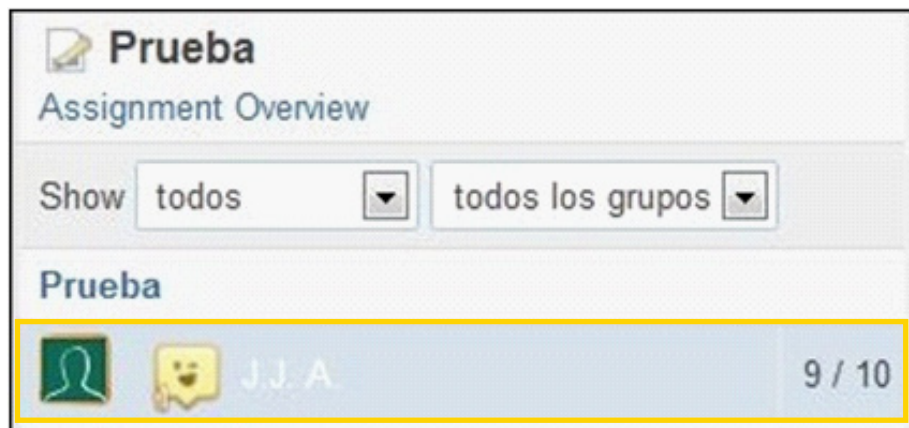 Prueba
Assignment Overview
Show todos todos los grupos
Prueba
J.J. A. 9 / 10